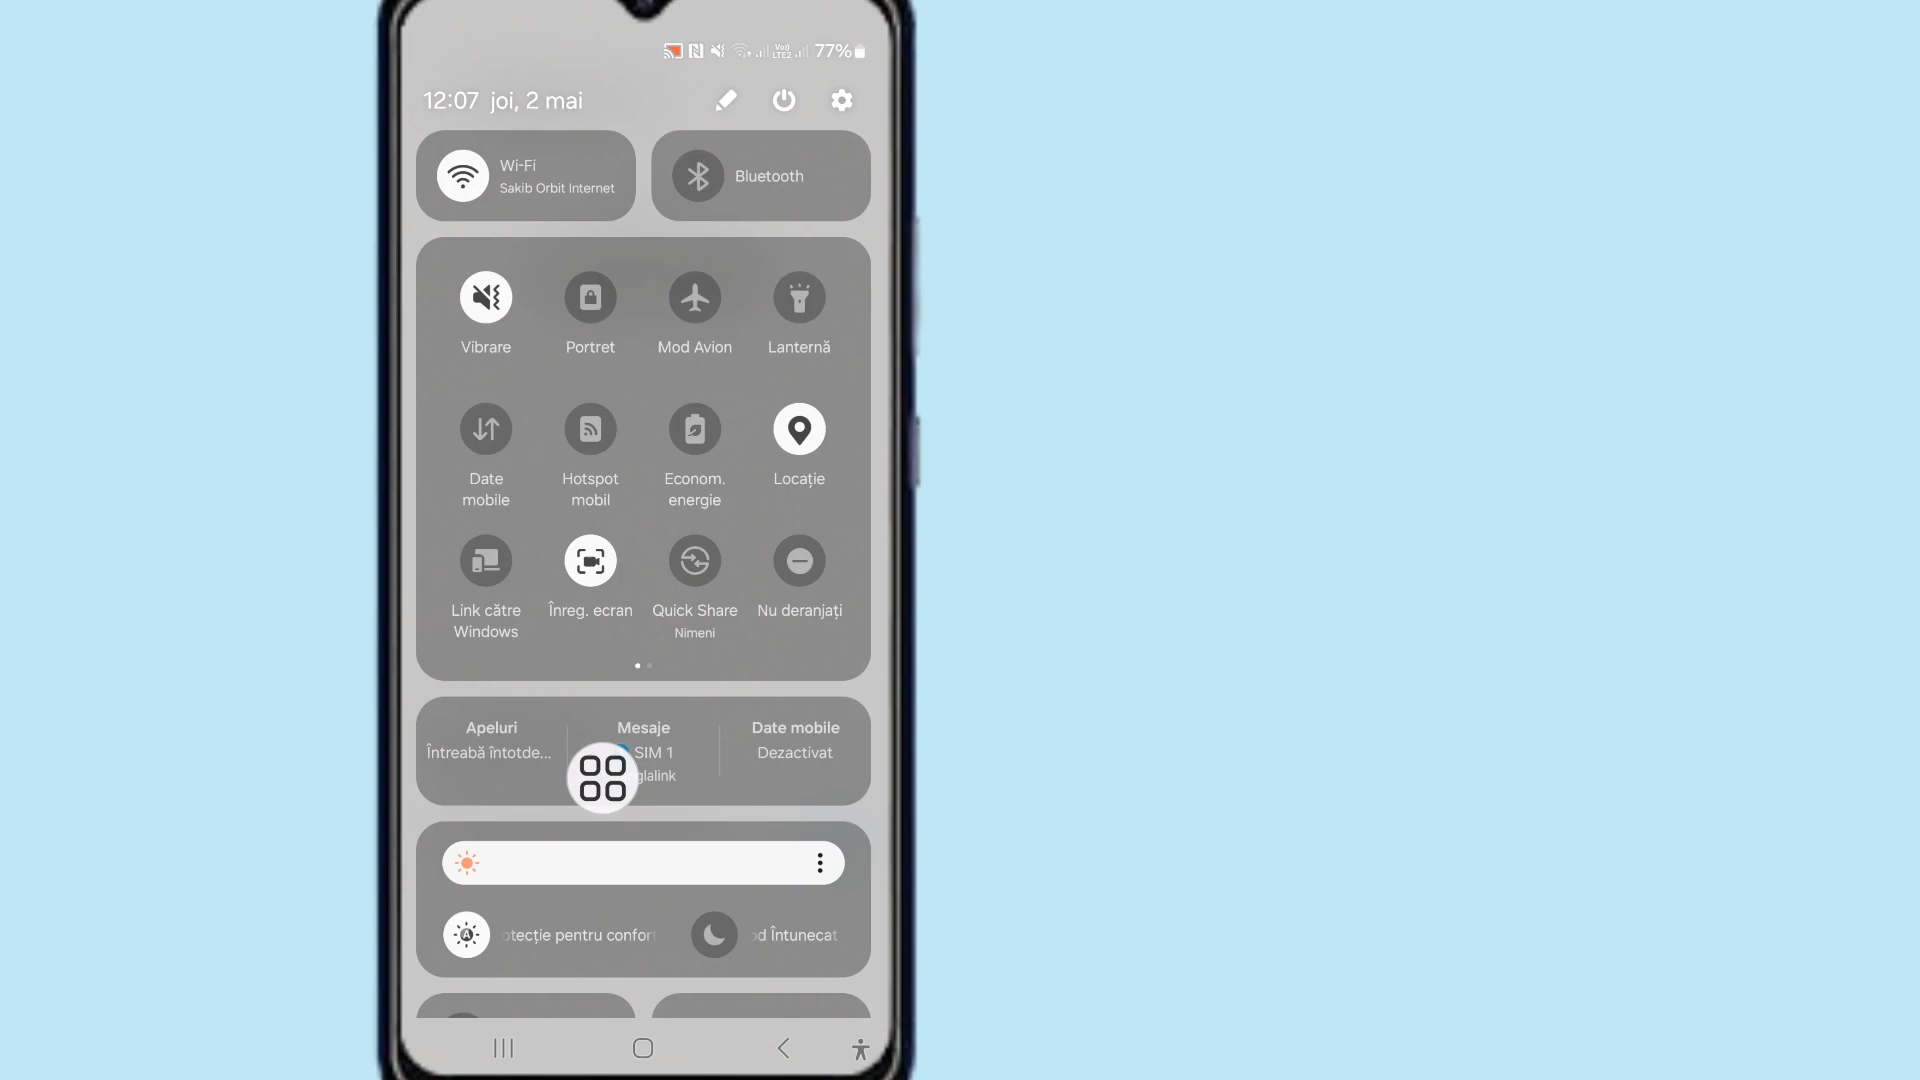 77%
12:07 joi, 2 mai
Wi-Fi
Sakib Orbit Internet
Bluetooth
Vibrare
Portret
Mod Avion
Lanternă
Date
mobile
Hotspot
mobil
Econom.
energie
Locație
Link către
Windows
Înreg. ecran
Quick Share
Nimeni
Nu deranjați
Apeluri
Întreabă întotde...
Mesaje
SIM 1
glalink
Date mobile
Dezactivat
otecție pentru confort
od Întunecat